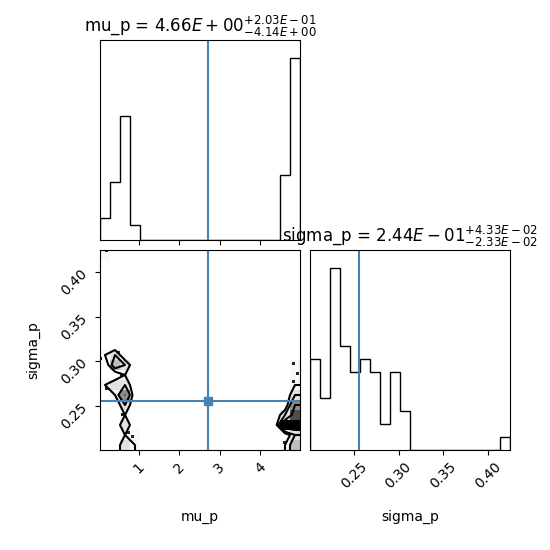 mu_p = 4.66E + 00+2.03E−01 −4.14E+00
sigma_p = 2.44E − 01+4.33E−02 −2.33E−02
0.40
0.35
0.30
0.25
sigma_p
1 2 3 4
0.25 0.30 0.35 0.40
mu_p sigma_p